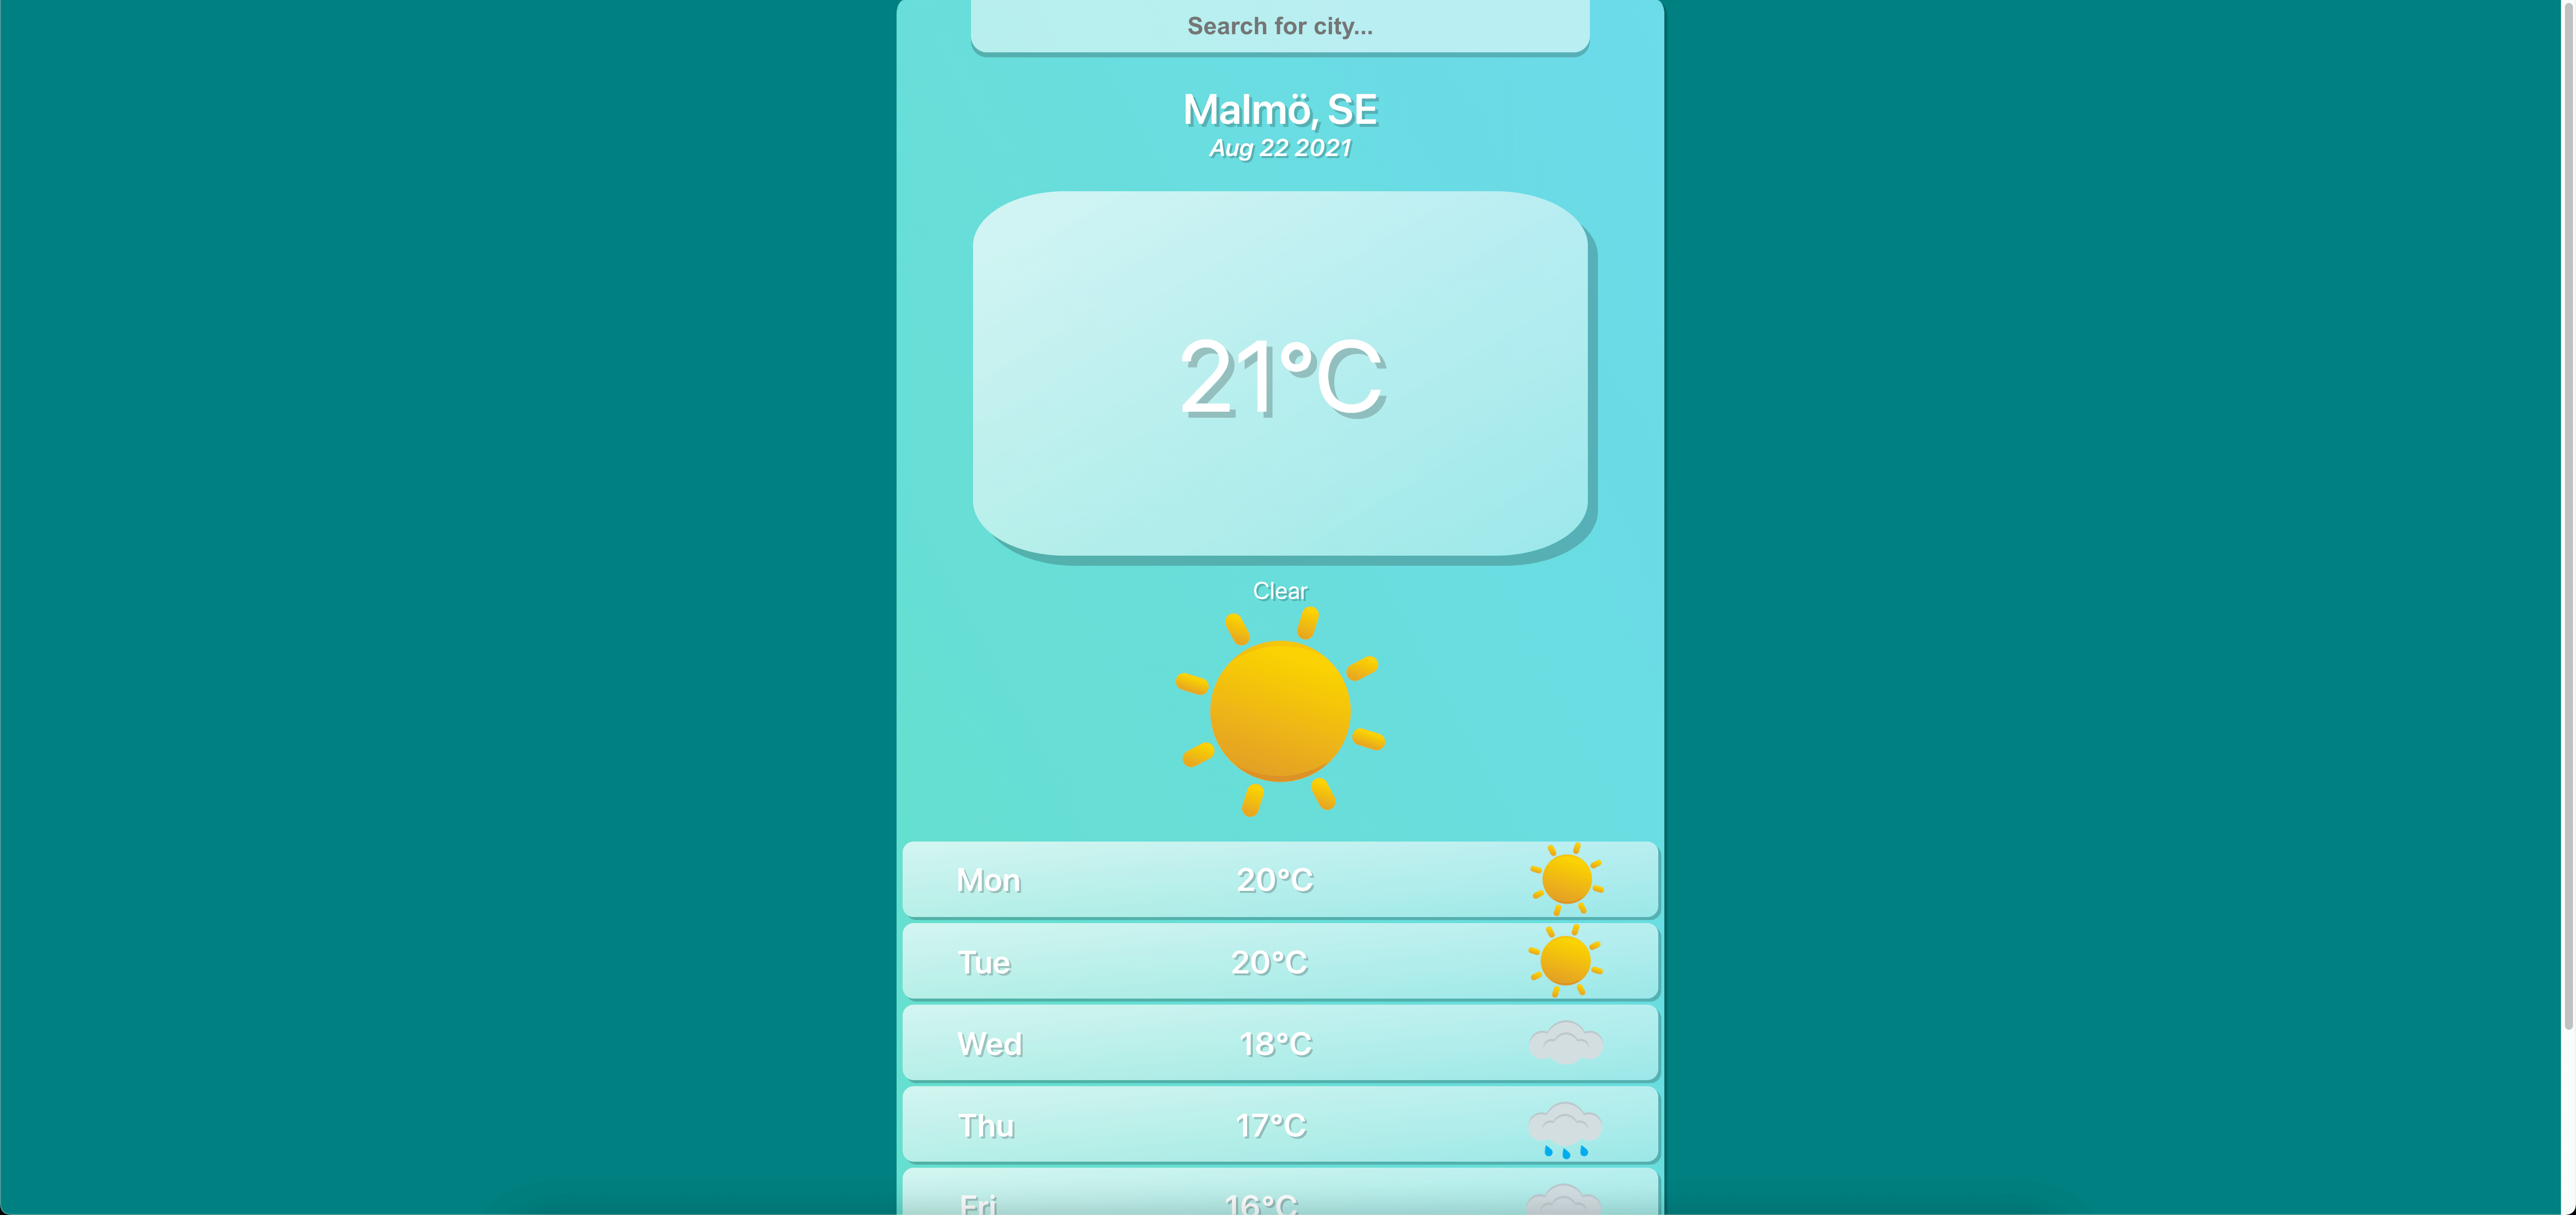 Search for city...
Malmö, SE
Aug 22 2021
21°C
Clear
Mon 20°C
Tue 20°C
Wed 18°C
Thu 17°C
Fri 16°C